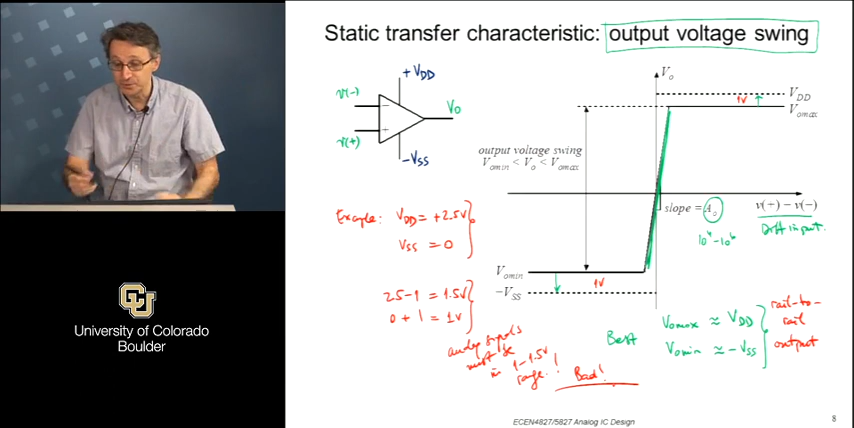 Static transfer characteristic: output voltage swing
+VDD
v(-)
−
Vo
v(+)
+
-VSS
Vo
VDD
1V
Vomax
output voltage swing
Vomin < Vo < Vomax
slope = Ao
10⁴-10⁶
v(+) − v(−)
Diff input.
Vomin
1V
−VSS
Example: VDD = +2.5V
VSS = 0
2.5-1 = 1.5V
0 + 1 = 1V
analog signals
must be
in 1-1.5V
range!
Bad!
Best
Vomax ≈ VDD
Vomin ≃ -VSS
rail-to-
rail
output
CU
University of Colorado
Boulder
ECEN4827/5827 Analog IC Design
8